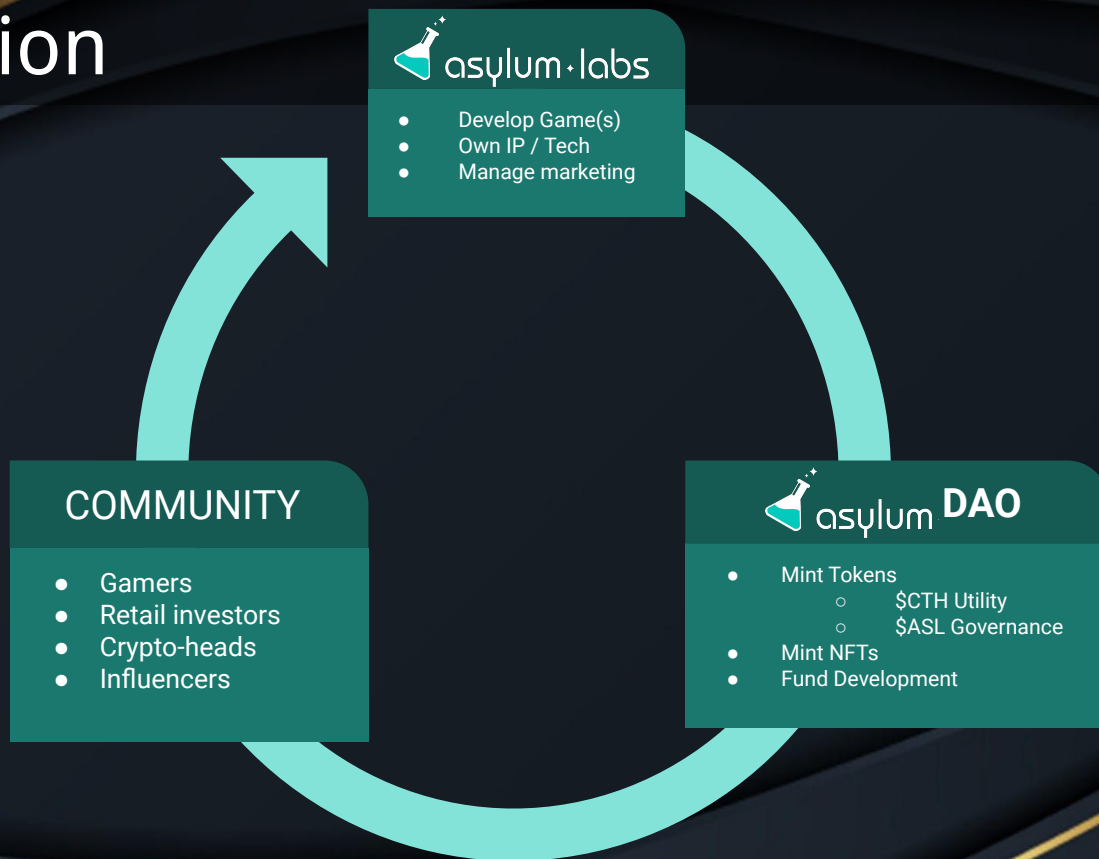 ion
asylum labs
● Develop Game(s)
● Own IP / Tech
● Manage marketing
COMMUNITY
● Gamers
● Retail investors
● Crypto-heads
● Influencers
asylum DAO
● Mint Tokens
○ $CTH Utility
○ $ASL Governance
● Mint NFTs
● Fund Development